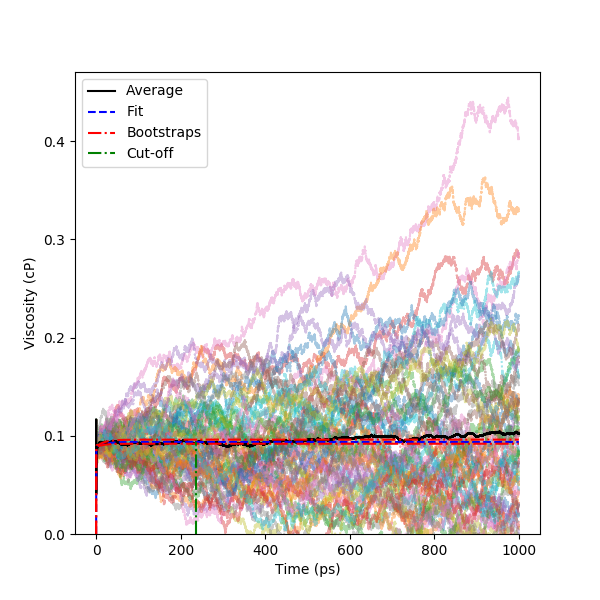 Average
Fit
Bootstraps
Cut-off
Viscosity (cP)
0.4
0.3
0.2
0.1
0.0
0 200 400 600 800 1000
Time (ps)